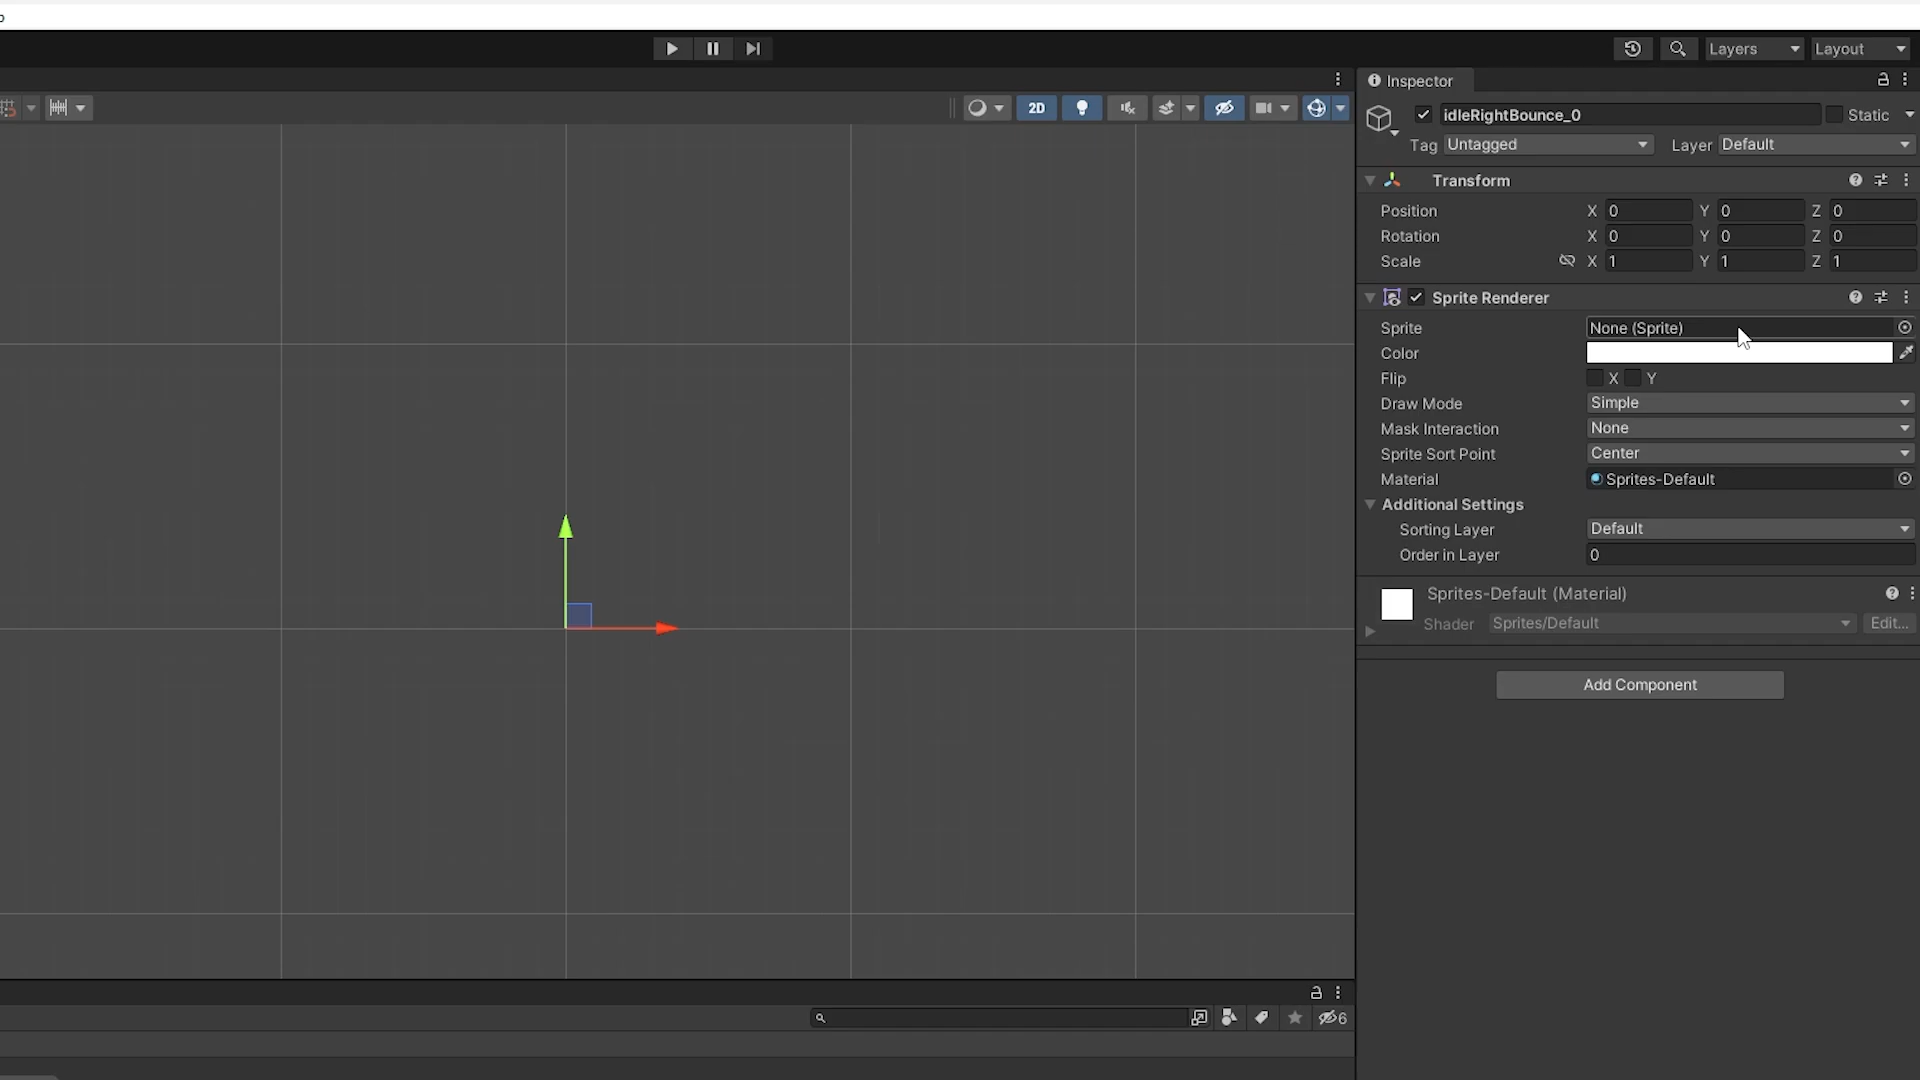 Layers
Layout
Inspector
2D
idleRightBounce_0
Static
Tag Untagged Layer Default
Transform
Position X 0 Y 0 Z 0
Rotation X 0 Y 0 Z 0
Scale X 1 Y 1 Z 1
Sprite Renderer
Sprite None (Sprite)
Color
Flip X Y
Draw Mode Simple
Mask Interaction None
Sprite Sort Point Center
Material Sprites-Default
Additional Settings
Sorting Layer Default
Order in Layer 0
Sprites-Default (Material)
Shader Sprites/Default Edit...
Add Component
6